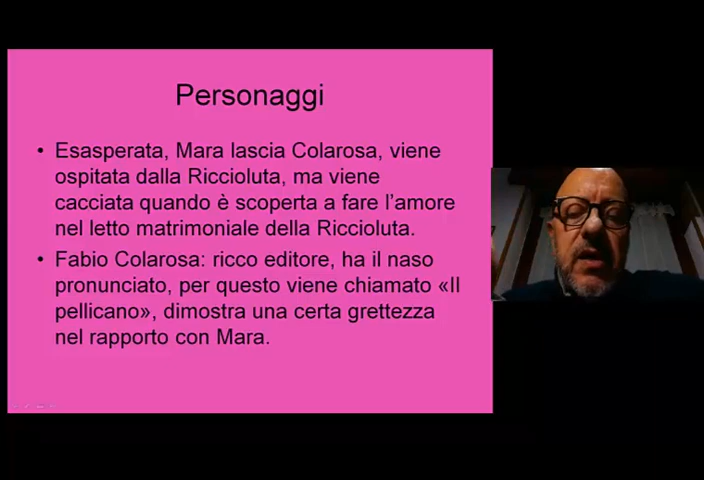 Personaggi
• Esasperata, Mara lascia Colarosa, viene
ospitata dalla Riccioluta, ma viene
cacciata quando è scoperta a fare l'amore
nel letto matrimoniale della Riccioluta.
• Fabio Colarosa: ricco editore, ha il naso
pronunciato, per questo viene chiamato «Il
pellicano», dimostra una certa grettezza
nel rapporto con Mara.